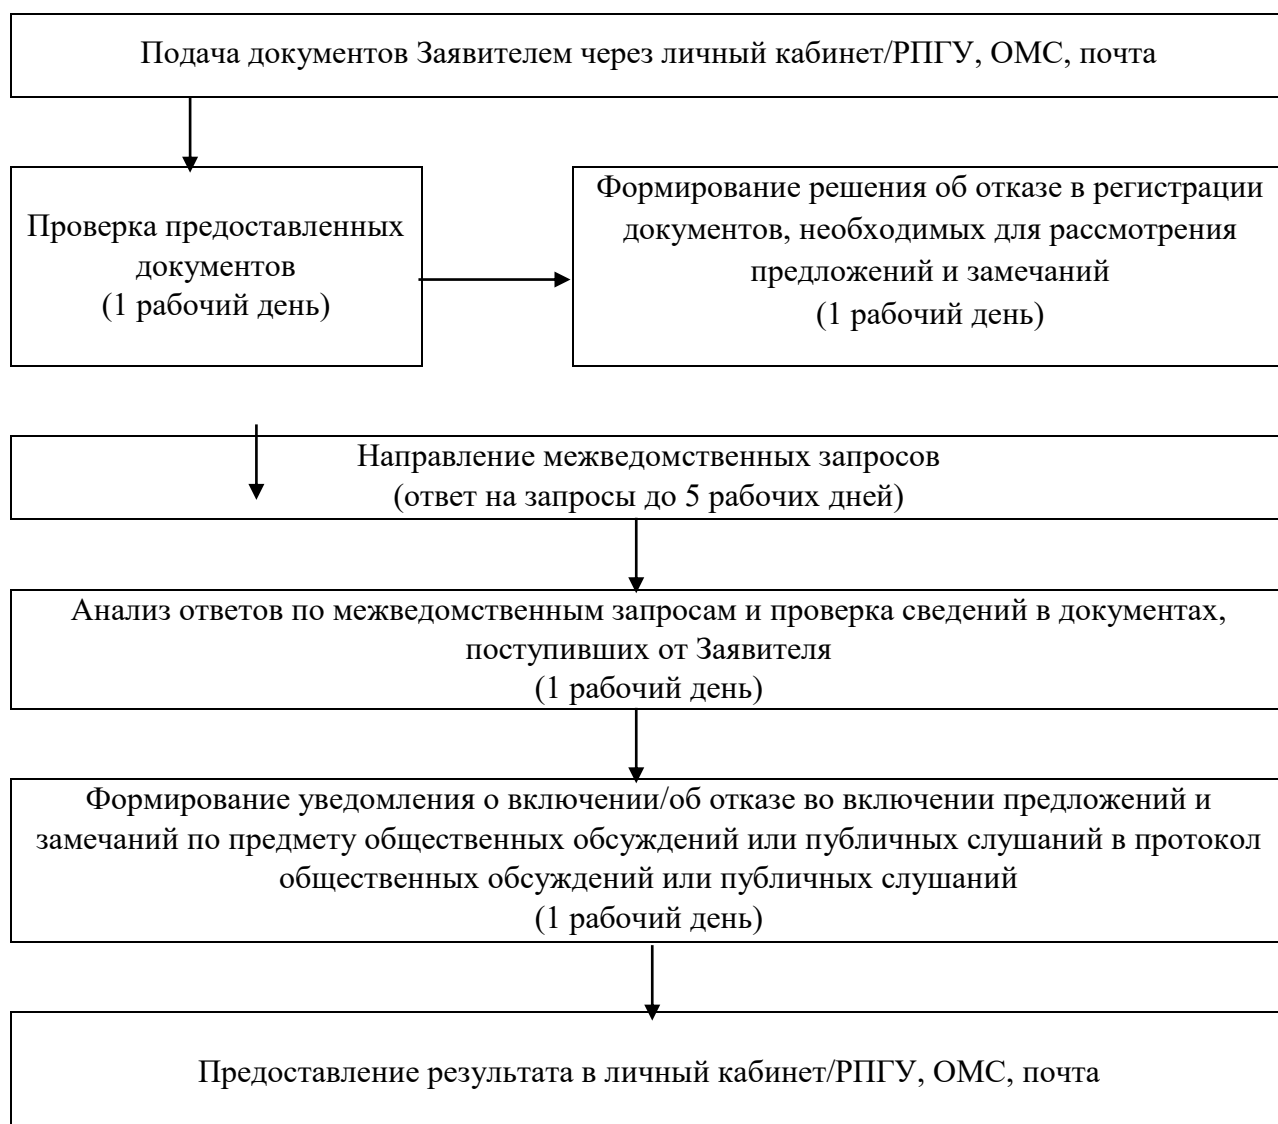 Подача документов Заявителем через личный кабинет/РПГУ, ОМС, почта
Проверка предоставленных
документов
(1 рабочий день)
Формирование решения об отказе в регистрации
документов, необходимых для рассмотрения
предложений и замечаний
(1 рабочий день)
Направление межведомственных запросов
(ответ на запросы до 5 рабочих дней)
Анализ ответов по межведомственным запросам и проверка сведений в документах,
поступивших от Заявителя
(1 рабочий день)
Формирование уведомления о включении/об отказе во включении предложений и
замечаний по предмету общественных обсуждений или публичных слушаний в протокол
общественных обсуждений или публичных слушаний
(1 рабочий день)
Предоставление результата в личный кабинет/РПГУ, ОМС, почта